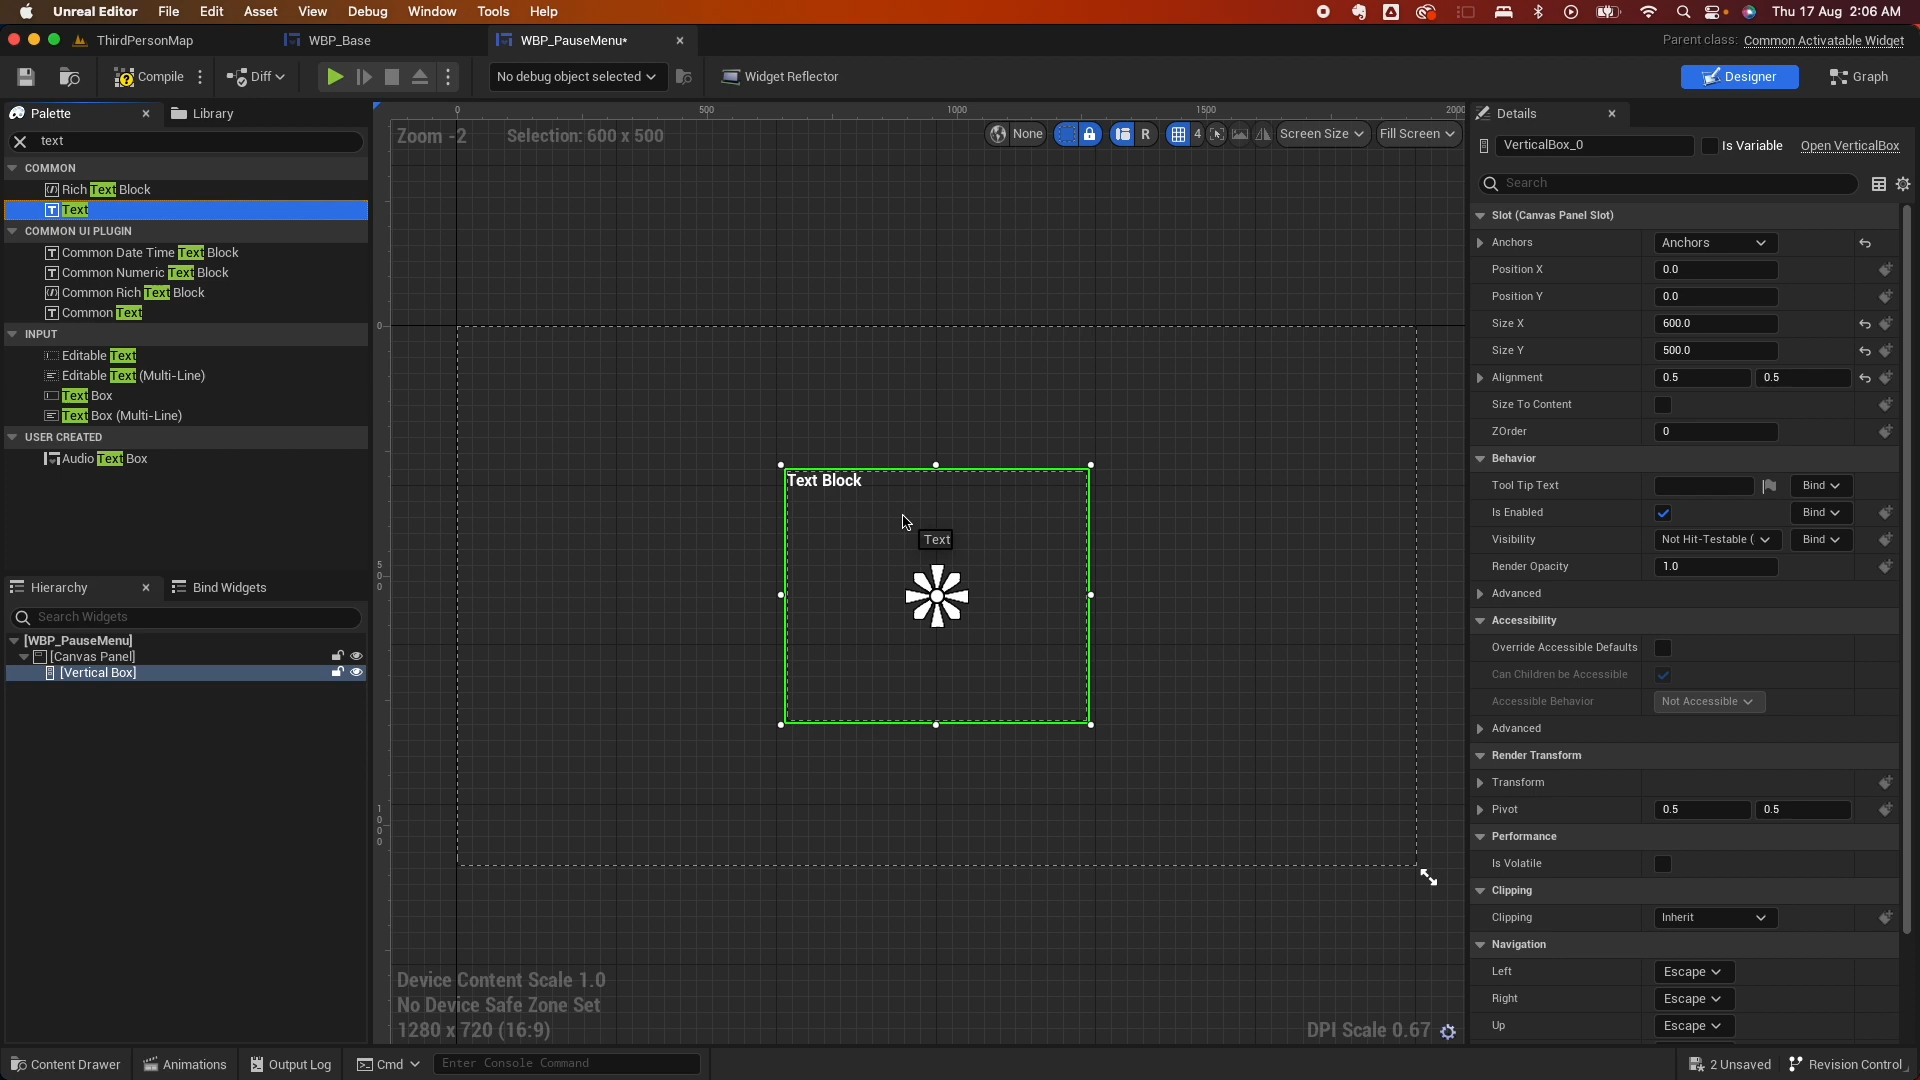 Unreal Editor File Edit Asset View Debug Window Tools Help
Thu 17 Aug 2:06 AM
ThirdPersonMap
WBP_Base
WBP_PauseMenu*
Parent class: Common Activatable Widget
Compile
Diff
No debug object selected
Widget Reflector
Designer
Graph
Palette
Library
text
COMMON
Rich Text Block
Text
COMMON UI PLUGIN
Common Date Time Text Block
Common Numeric Text Block
Common Rich Text Block
Common Text
INPUT
Editable Text
Editable Text (Multi-Line)
Text Box
Text Box (Multi-Line)
USER CREATED
Audio Text Box
Hierarchy
Bind Widgets
Search Widgets
[WBP_PauseMenu]
[Canvas Panel]
[Vertical Box]
0 500 1000 1500 2000
Zoom -2
Selection: 600 x 500
None
R
4
Screen Size
Fill Screen
0
500
1000
Text Block
Text
Device Content Scale 1.0
No Device Safe Zone Set
1280 x 720 (16:9)
DPI Scale 0.67
Details
VerticalBox_0
Is Variable
Open VerticalBox
Search
Slot (Canvas Panel Slot)
Anchors Anchors
Position X 0.0
Position Y 0.0
Size X 600.0
Size Y 500.0
Alignment 0.5 0.5
Size To Content
ZOrder 0
Behavior
Tool Tip Text Bind
Is Enabled Bind
Visibility Not Hit-Testable ( Bind
Render Opacity 1.0
Advanced
Accessibility
Override Accessible Defaults
Can Children be Accessible
Accessible Behavior Not Accessible
Advanced
Render Transform
Transform
Pivot 0.5 0.5
Performance
Is Volatile
Clipping
Clipping Inherit
Navigation
Left Escape
Right Escape
Up Escape
Content Drawer
Animations
Output Log
Cmd
Enter Console Command
2 Unsaved
Revision Control